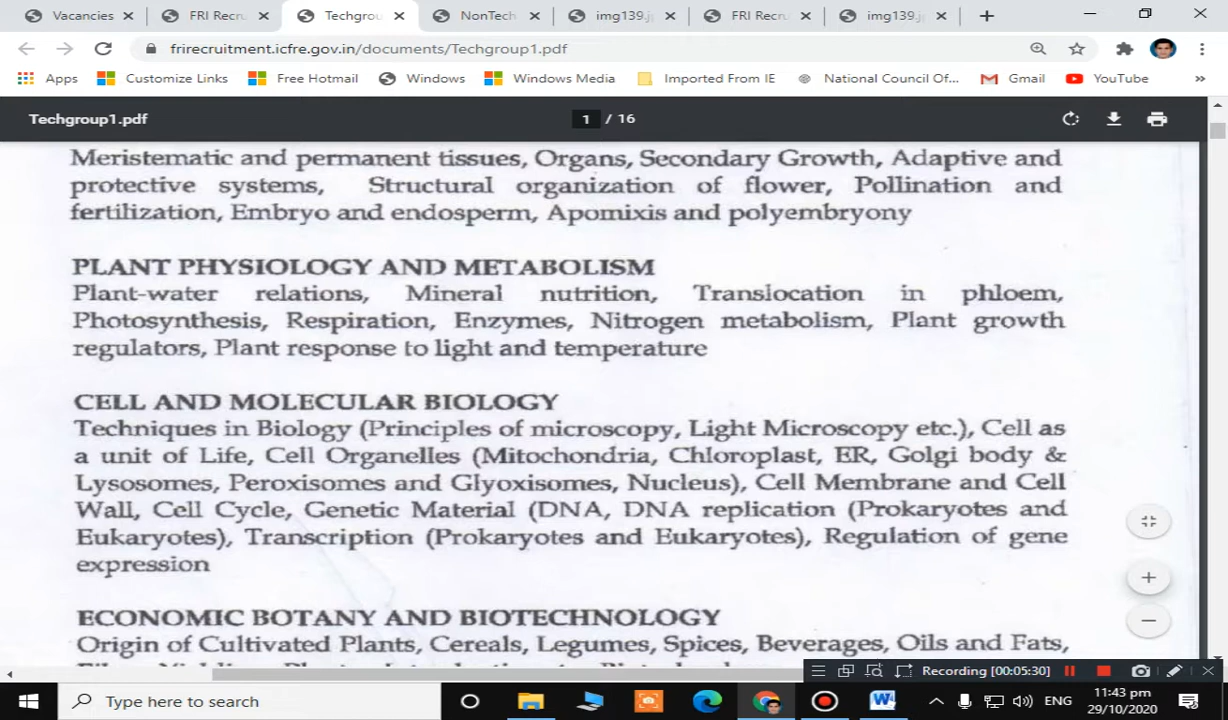 Vacancies
FRI Recru
Techgrou
NonTech
img139.j
FRI Recru
img139.j
frirecruitment.icfre.gov.in/documents/Techgroup1.pdf
Apps
Customize Links
Free Hotmail
Windows
Windows Media
Imported From IE
National Council Of...
Gmail
YouTube
»
Techgroup1.pdf
1 / 16
Meristematic and permanent tissues, Organs, Secondary Growth, Adaptive and
protective systems, Structural organization of flower, Pollination and
fertilization, Embryo and endosperm, Apomixis and polyembryony
PLANT PHYSIOLOGY AND METABOLISM
Plant-water relations, Mineral nutrition, Translocation in phloem,
Photosynthesis, Respiration, Enzymes, Nitrogen metabolism, Plant growth
regulators, Plant response to light and temperature
CELL AND MOLECULAR BIOLOGY
Techniques in Biology (Principles of microscopy, Light Microscopy etc.), Cell as
a unit of Life, Cell Organelles (Mitochondria, Chloroplast, ER, Golgi body &
Lysosomes, Peroxisomes and Glyoxisomes, Nucleus), Cell Membrane and Cell
Wall, Cell Cycle, Genetic Material (DNA, DNA replication (Prokaryotes and
Eukaryotes), Transcription (Prokaryotes and Eukaryotes), Regulation of gene
expression
ECONOMIC BOTANY AND BIOTECHNOLOGY
Origin of Cultivated Plants, Cereals, Legumes, Spices, Beverages, Oils and Fats,
Recording [00:05:30]
Type here to search
ENG
11:43 pm
29/10/2020